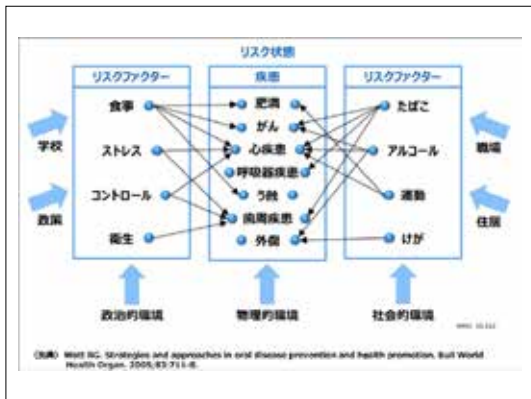 リスク状態
リスクファクター
疾患
リスクファクター
食事
ストレス
コントロール
衛生
肥満
がん
心疾患
呼吸器疾患
う蝕
歯周疾患
外傷
たばこ
アルコール
運動
けが
学校
政策
職場
住居
政治的環境
物理的環境
社会的環境
(出典) Watt RG. Strategies and approaches in oral disease prevention and health promotion. Bull World
Health Organ. 2005;83:711-8.